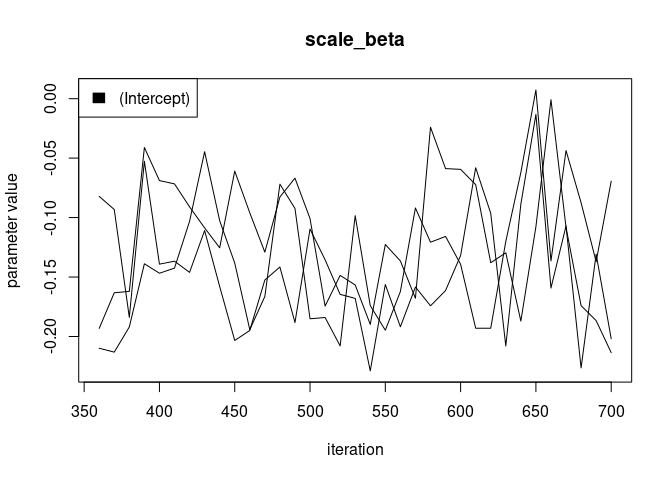 scale_beta
(Intercept)
0.00
-0.05
-0.10
-0.15
-0.20
parameter value
350 400 450 500 550 600 650 700
iteration